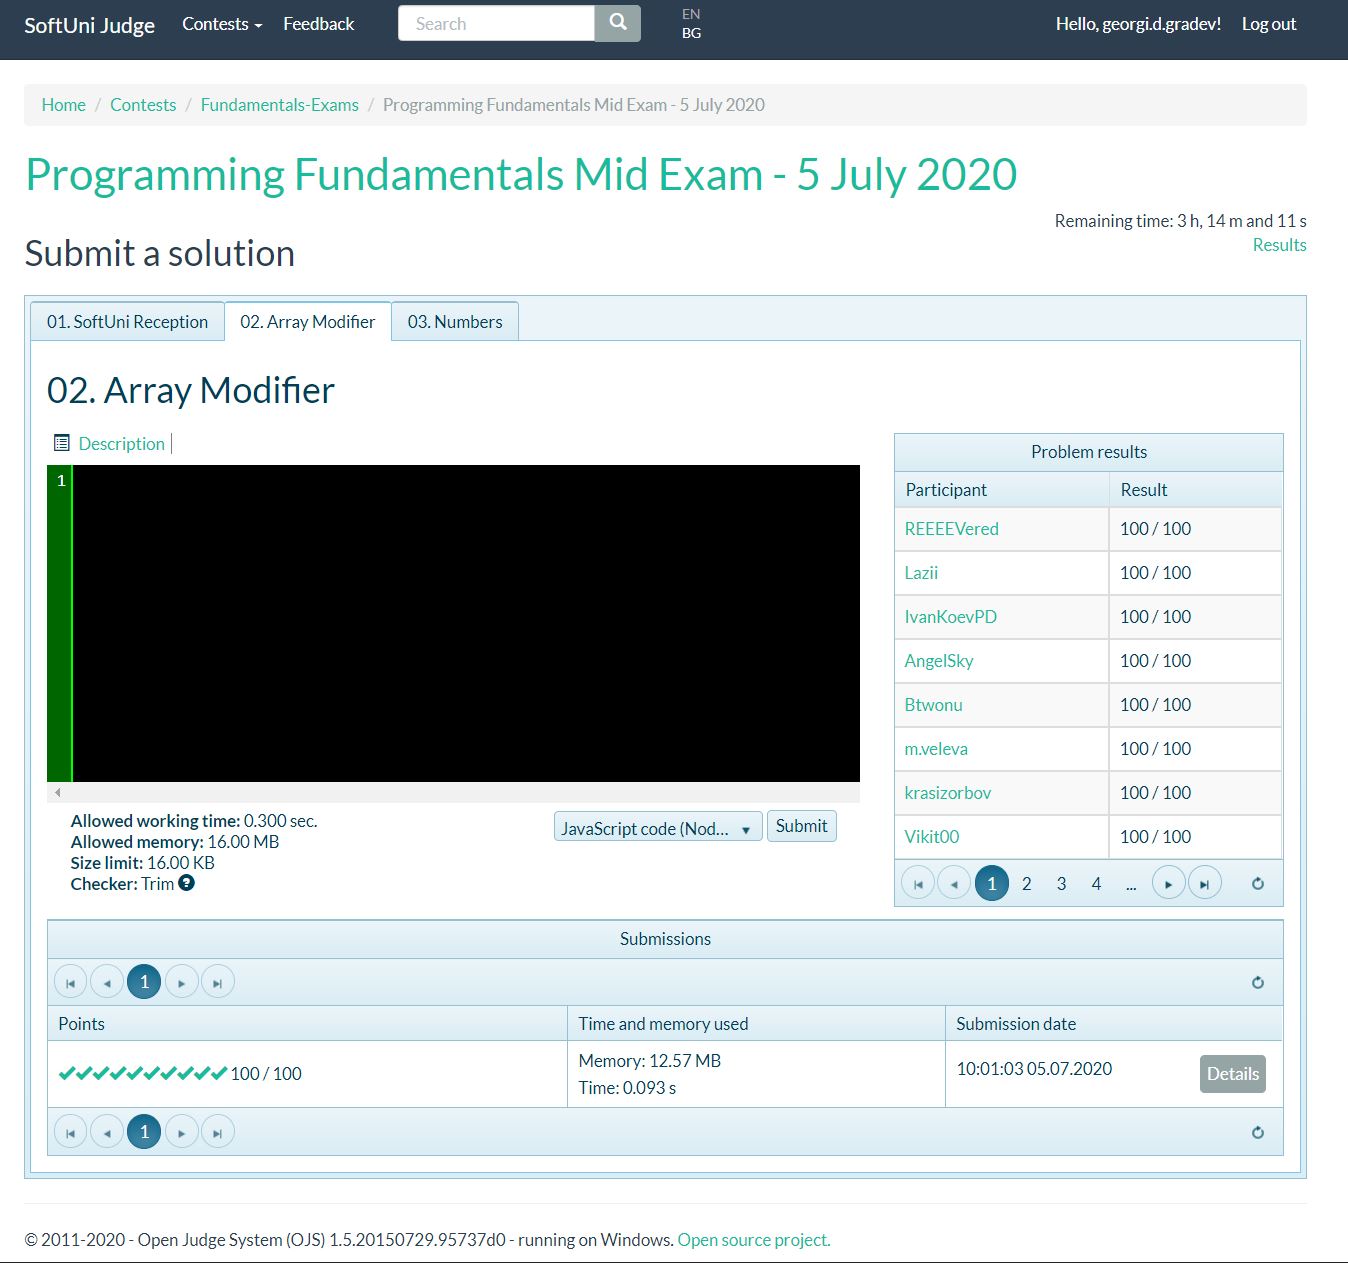 SoftUni Judge Contests Feedback Search EN Hello, georgi.d.gradev! Log out
BG
Home / Contests / Fundamentals-Exams / Programming Fundamentals Mid Exam - 5 July 2020
Programming Fundamentals Mid Exam - 5 July 2020
Remaining time: 3 h, 14 m and 11 s
Results
Submit a solution
01. SoftUni Reception 02. Array Modifier 03. Numbers
02. Array Modifier
Description
1
Allowed working time: 0.300 sec.
Allowed memory: 16.00 MB
Size limit: 16.00 KB
Checker: Trim ?
JavaScript code (Nod... Submit
Problem results
Participant Result
REEEEVered 100 / 100
Lazii 100 / 100
IvanKoevPD 100 / 100
AngelSky 100 / 100
Btwonu 100 / 100
m.veleva 100 / 100
krasizorbov 100 / 100
Vikit00 100 / 100
1 2 3 4 ...
Submissions
1
Points Time and memory used Submission date
100 / 100 Memory: 12.57 MB 10:01:03 05.07.2020 Details
Time: 0.093 s
1
© 2011-2020 - Open Judge System (OJS) 1.5.20150729.95737d0 - running on Windows. Open source project.